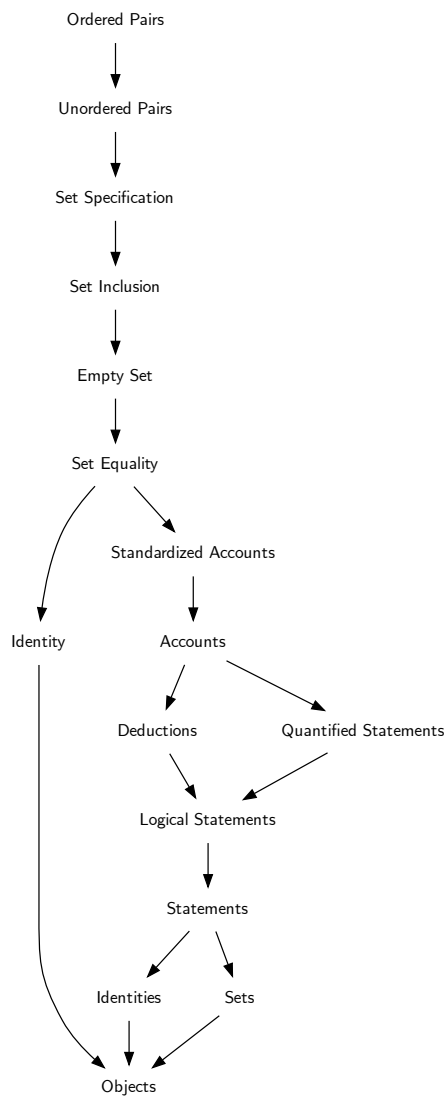 Ordered Pairs
Unordered Pairs
Set Specification
Set Inclusion
Empty Set
Set Equality
Standardized Accounts
Identity
Accounts
Deductions
Quantified Statements
Logical Statements
Statements
Identities
Sets
Objects